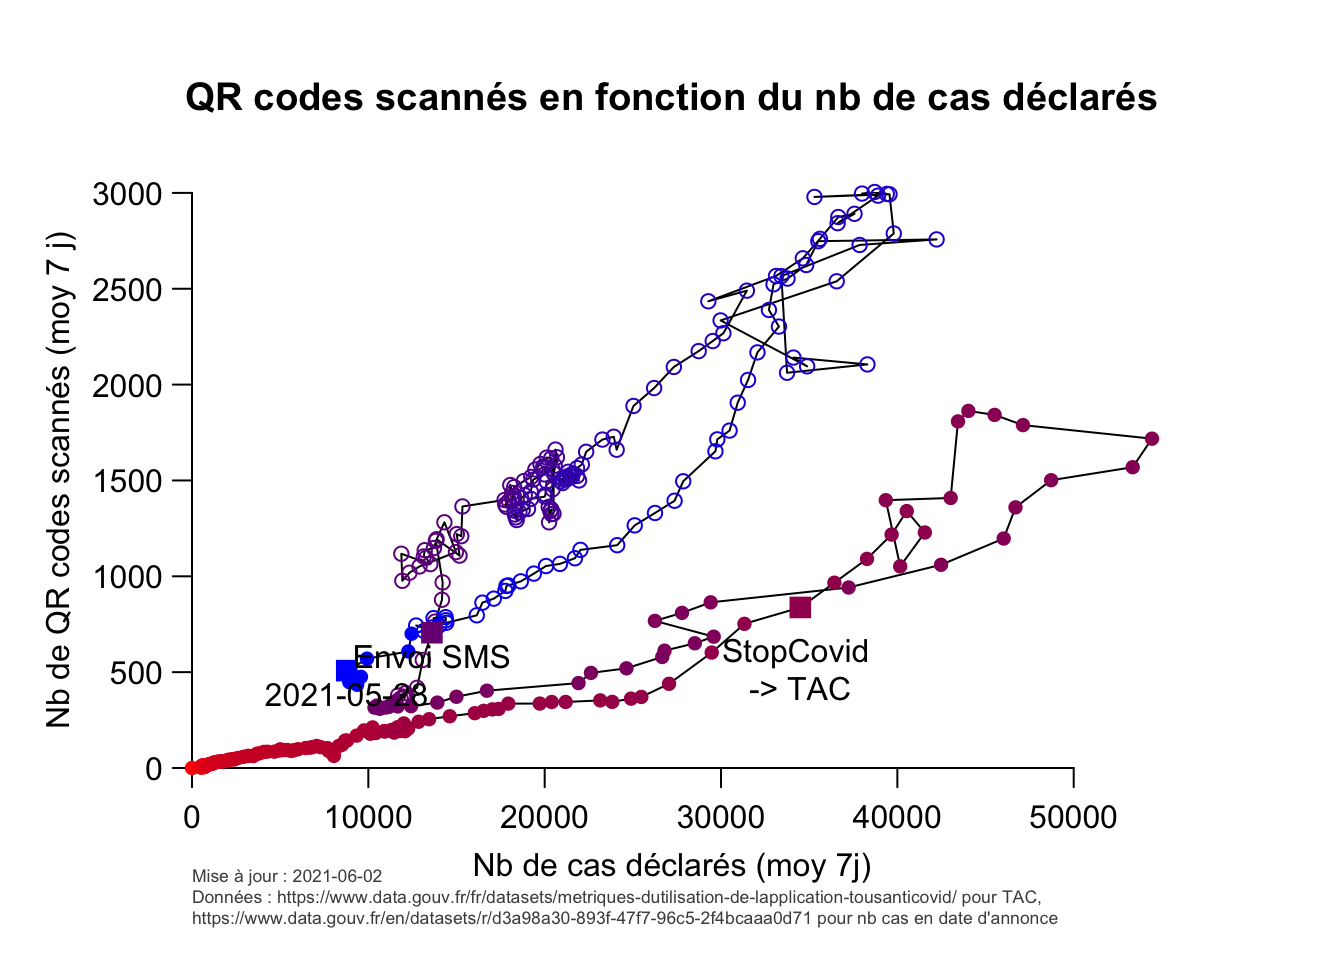 QR codes scannés en fonction du nb de cas déclarés
Nb de QR codes scannés (moy 7 j)
3000
2500
2000
1500
1000
500
0
Envoi SMS
2021-05-28
StopCovid
-> TAC
0 10000 20000 30000 40000 50000
Nb de cas déclarés (moy 7j)
Mise à jour : 2021-06-02
Données : https://www.data.gouv.fr/fr/datasets/metriques-dutilisation-de-lapplication-tousanticovid/ pour TAC,
https://www.data.gouv.fr/en/datasets/r/d3a98a30-893f-47f7-96c5-2f4bcaaa0d71 pour nb cas en date d'annonce